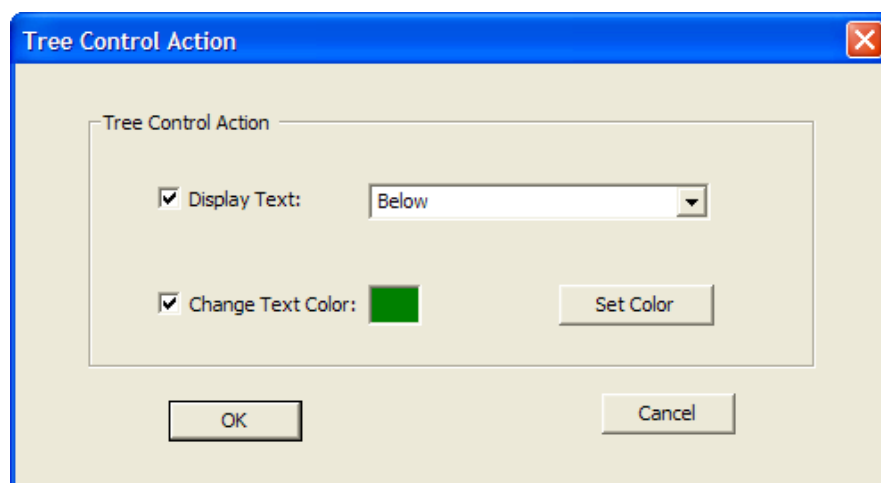 Tree Control Action
Tree Control Action
Display Text: Below
Change Text Color: Set Color
OK Cancel